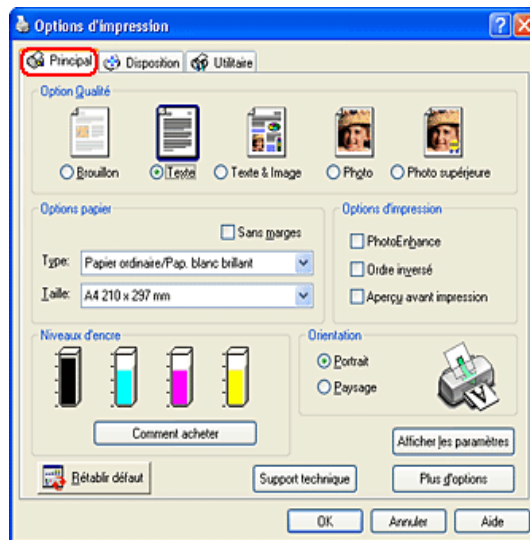 Options d'impression
Principal Disposition Utilitaire
Option Qualité
Brouillon Texte Texte & Image Photo Photo supérieure
Options papier
Sans marges
Type: Papier ordinaire/Pap. blanc brillant
Taille: A4 210 x 297 mm
Options d'impression
PhotoEnhance
Ordre inversé
Aperçu avant impression
Niveaux d'encre
Comment acheter
Orientation
Portrait
Paysage
Afficher les paramètres
Rétablir défaut Support technique Plus d'options
OK Annuler Aide